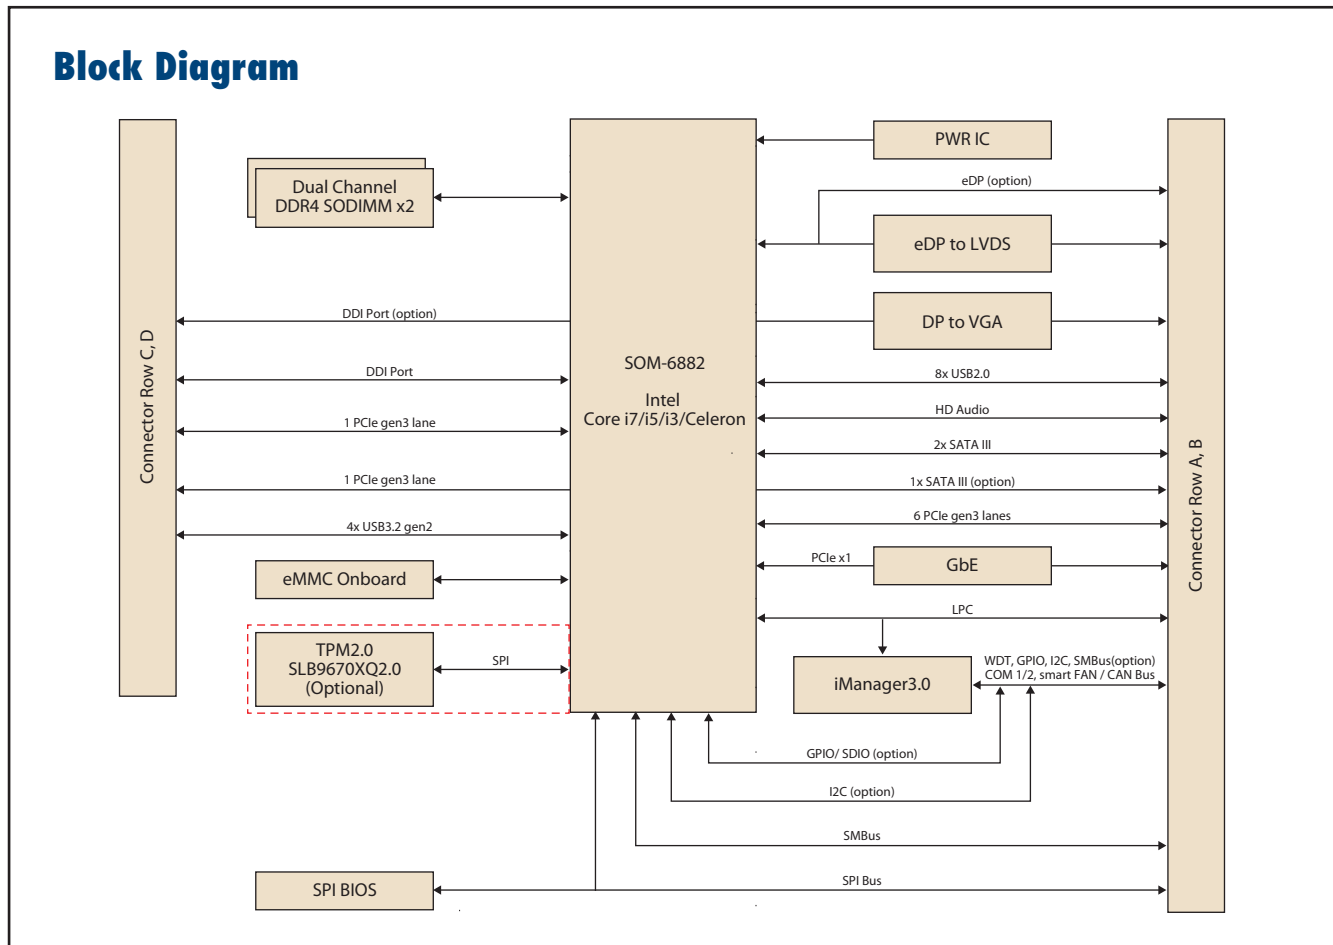 Block Diagram
Connector Row C, D
Dual Channel
DDR4 SODIMM x2
DDI Port (option)
DDI Port
1 PCIe gen3 lane
1 PCIe gen3 lane
4x USB3.2 gen2
eMMC Onboard
TPM2.0
SLB9670XQ2.0
(Optional)
SPI
SPI BIOS
SOM-6882
Intel
Core i7/i5/i3/Celeron
PWR IC
eDP (option)
eDP to LVDS
DP to VGA
8x USB2.0
HD Audio
2x SATA III
1x SATA III (option)
6 PCIe gen3 lanes
PCIe x1
GbE
LPC
iManager3.0
WDT, GPIO, I2C, SMBus(option)
COM 1/2, smart FAN / CAN Bus
GPIO/ SDIO (option)
I2C (option)
SMBus
SPI Bus
Connector Row A, B